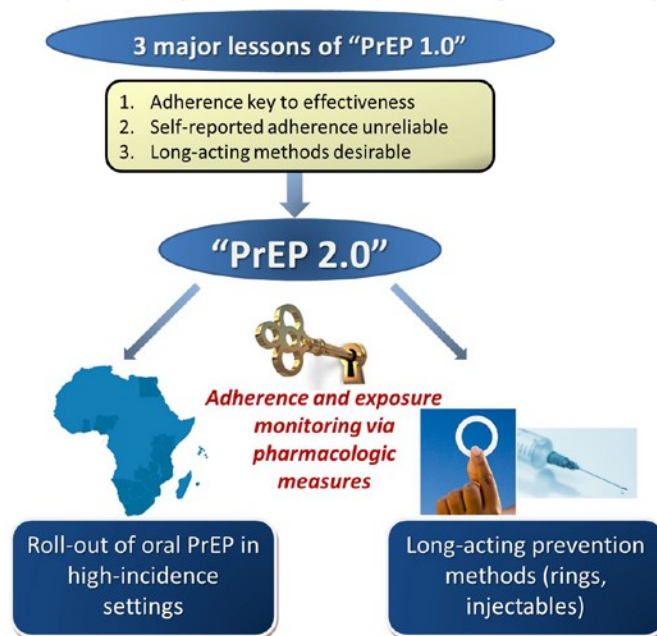 3 major lessons of “PrEP 1.0”
1. Adherence key to effectiveness
2. Self-reported adherence unreliable
3. Long-acting methods desirable
“PrEP 2.0”
Adherence and exposure
monitoring via
pharmacologic
measures
Roll-out of oral PrEP in
high-incidence
settings
Long-acting prevention
methods (rings,
injectables)